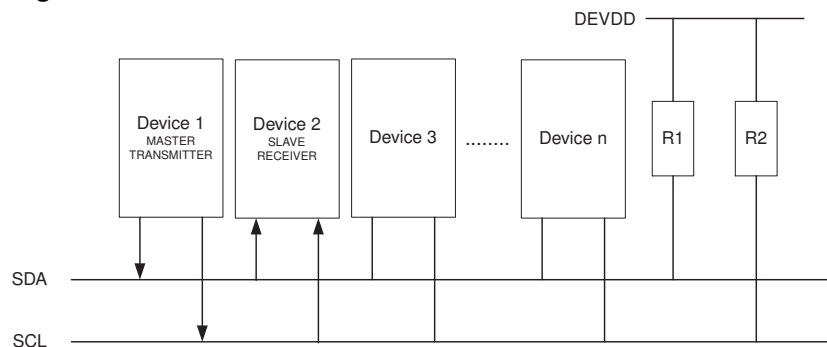 DEVDD
Device 1
MASTER
TRANSMITTER
Device 2
SLAVE
RECEIVER
Device 3
........
Device n
R1
R2
SDA
SCL